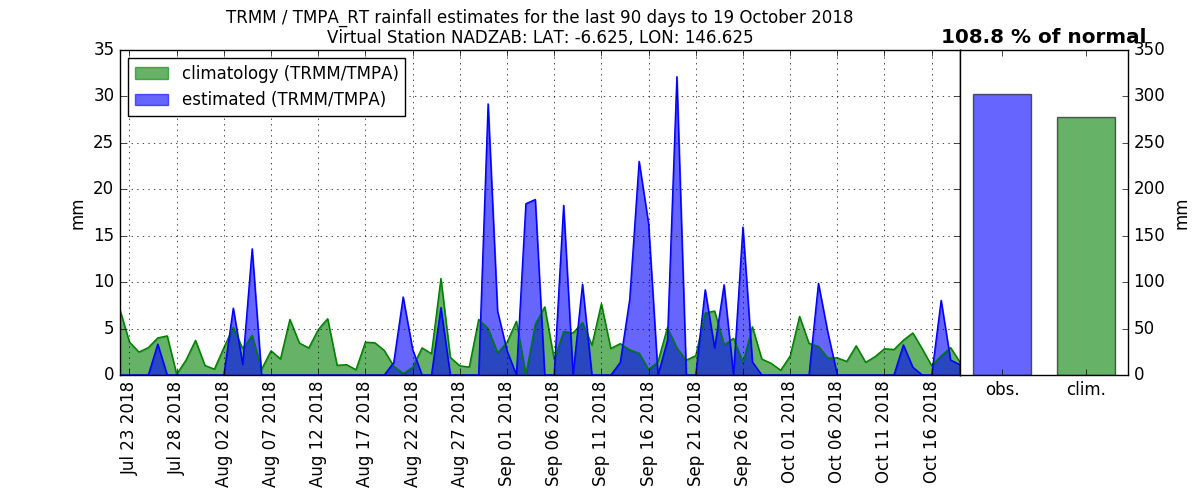 TRMM / TMPA_RT rainfall estimates for the last 90 days to 19 October 2018
Virtual Station NADZAB: LAT: -6.625, LON: 146.625
108.8 % of normal
climatology (TRMM/TMPA)
estimated (TRMM/TMPA)
mm
35
30
25
20
15
10
5
0
Jul 23 2018
Jul 28 2018
Aug 02 2018
Aug 07 2018
Aug 12 2018
Aug 17 2018
Aug 22 2018
Aug 27 2018
Sep 01 2018
Sep 06 2018
Sep 11 2018
Sep 16 2018
Sep 21 2018
Sep 26 2018
Oct 01 2018
Oct 06 2018
Oct 11 2018
Oct 16 2018
obs.
clim.
350
300
250
200
150
100
50
0
mm